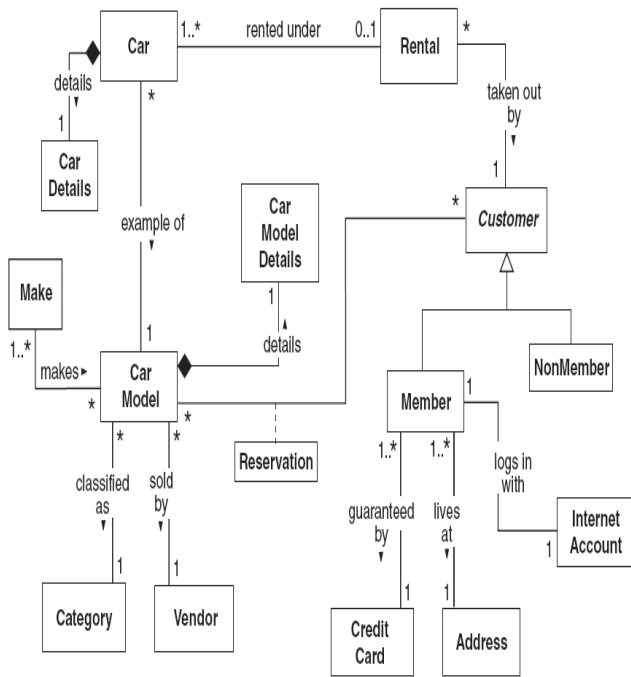 Car
1..*
rented under
0..1
Rental
*
details
*
taken out
by
1
1
Car
Details
Car
Model
Details
*
Customer
example of
Make
1
1..*
1
details
makes
Car
Model
NonMember
*
*
Member
1
*
*
Reservation
1..*
1..*
logs in
with
classified
as
sold
by
guaranteed
by
lives
at
Internet
Account
1
1
1
1
1
Category
Vendor
Credit
Card
Address